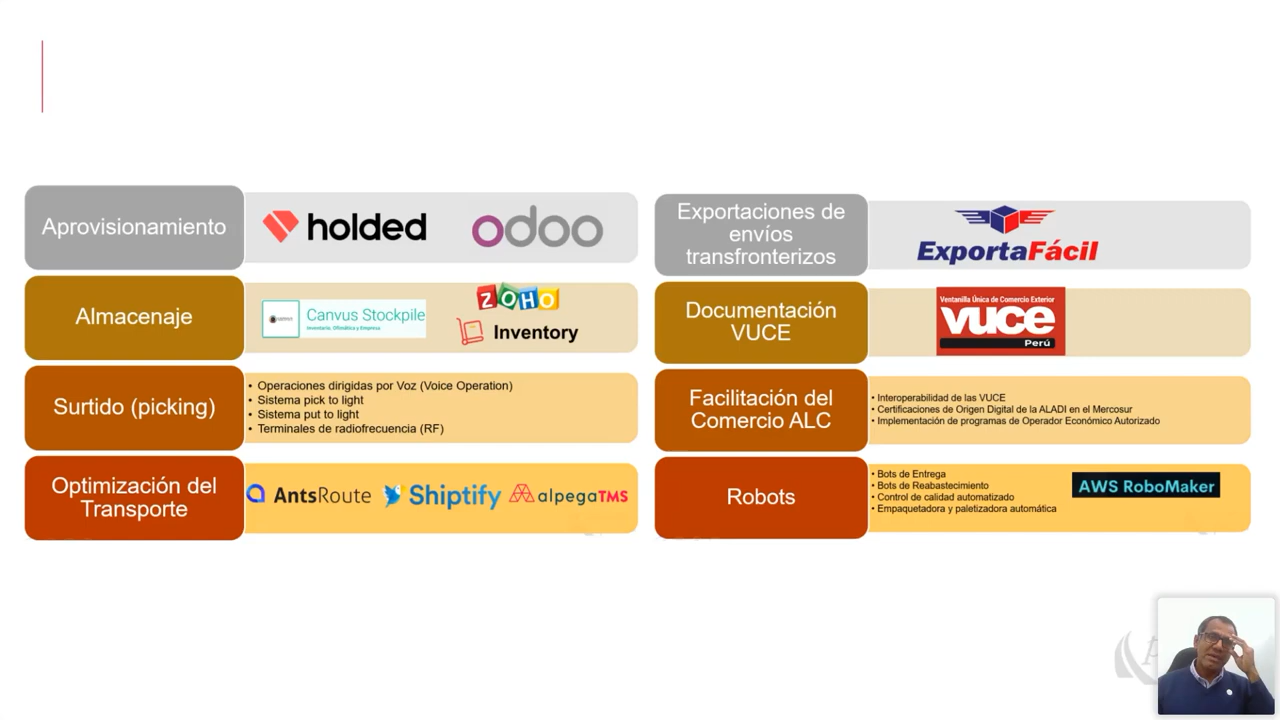 Aprovisionamiento
holded
odoo
Almacenaje
Canvus Stockpile
Inventario, Ofimática y Empresa
ZOHO
Inventory
Surtido (picking)
• Operaciones dirigidas por Voz (Voice Operation)
• Sistema pick to light
• Sistema put to light
• Terminales de radiofrecuencia (RF)
Optimización del
Transporte
AntsRoute
Shiptify
alpegaTMS
Exportaciones de
envíos
transfronterizos
ExportaFácil
Documentación
VUCE
Ventanilla Única de Comercio Exterior
vuce
Perú
Facilitación del
Comercio ALC
• Interoperabilidad de las VUCE
• Certificaciones de Origen Digital de la ALADI en el Mercosur
• Implementación de programas de Operador Económico Autorizado
Robots
• Bots de Entrega
• Bots de Reabastecimiento
• Control de calidad automatizado
• Empaquetadora y paletizadora automática
AWS RoboMaker